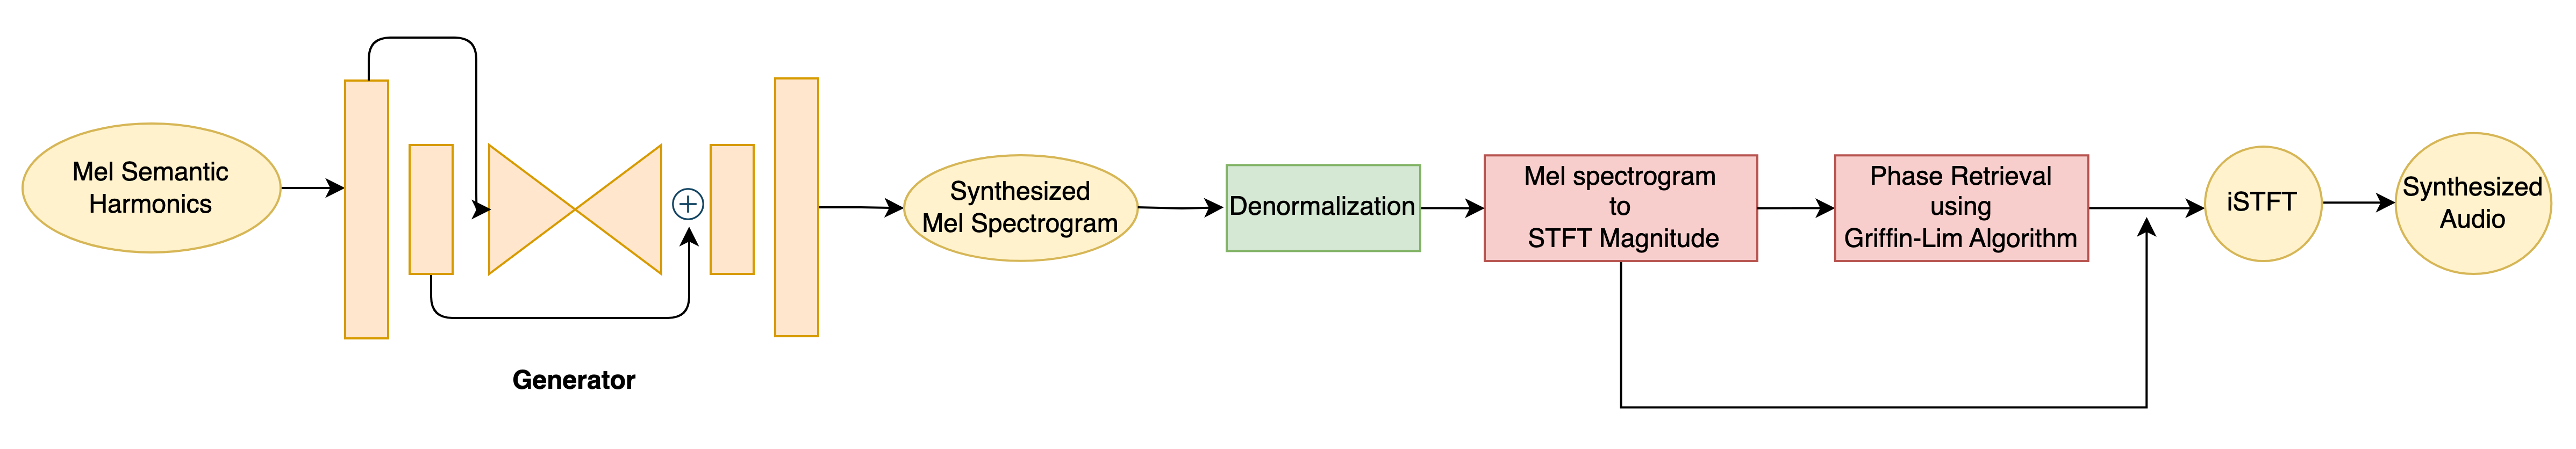 Mel Semantic
Harmonics
Generator
Synthesized
Mel Spectrogram
Denormalization
Mel spectrogram
to
STFT Magnitude
Phase Retrieval
using
Griffin-Lim Algorithm
iSTFT
Synthesized
Audio